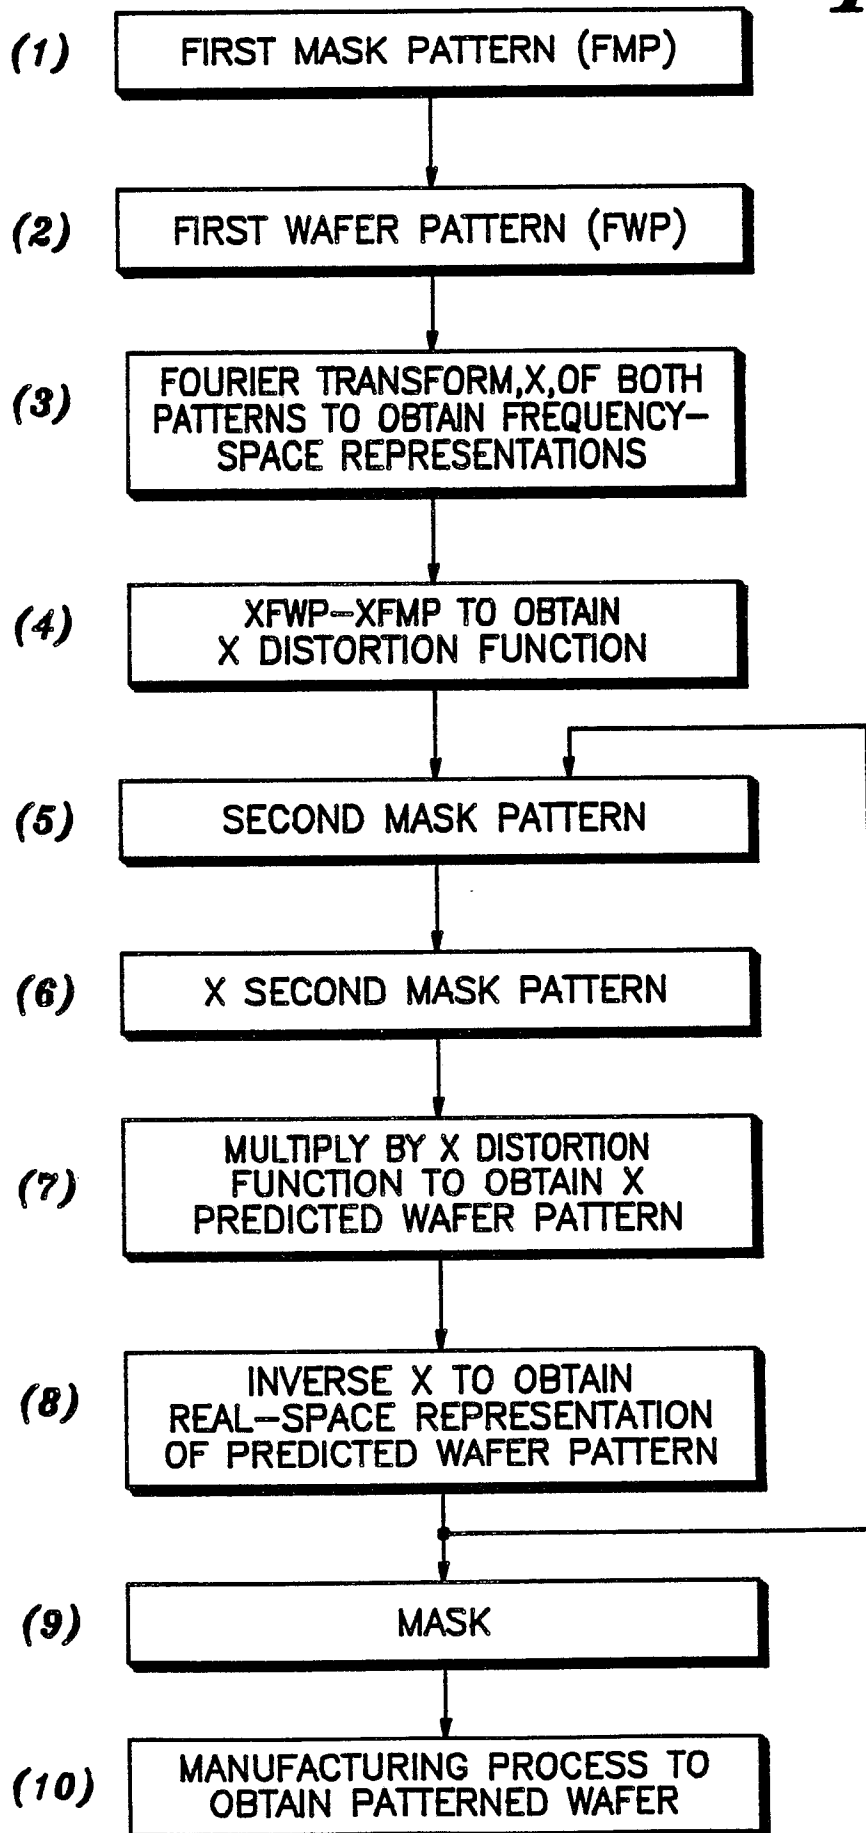 (1) FIRST MASK PATTERN (FMP)
(2) FIRST WAFER PATTERN (FWP)
(3) FOURIER TRANSFORM,X,OF BOTH
PATTERNS TO OBTAIN FREQUENCY-
SPACE REPRESENTATIONS
(4) XFWP-XFMP TO OBTAIN
X DISTORTION FUNCTION
(5) SECOND MASK PATTERN
(6) X SECOND MASK PATTERN
(7) MULTIPLY BY X DISTORTION
FUNCTION TO OBTAIN X
PREDICTED WAFER PATTERN
(8) INVERSE X TO OBTAIN
REAL-SPACE REPRESENTATION
OF PREDICTED WAFER PATTERN
(9) MASK
(10) MANUFACTURING PROCESS TO
OBTAIN PATTERNED WAFER